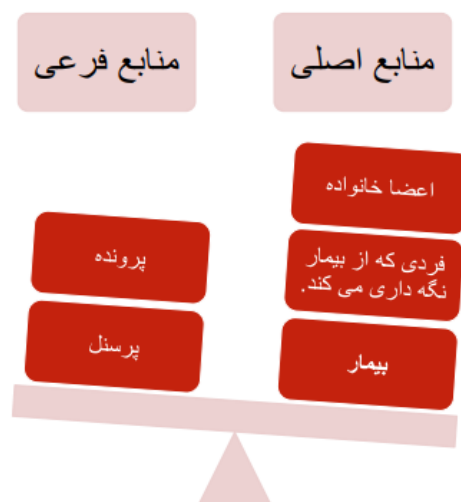 منابع اصلی
منابع فرعی
اعضا خانواده
فردی که از بیمار
نگه داری می کند.
بیمار
پرونده
پرسنل